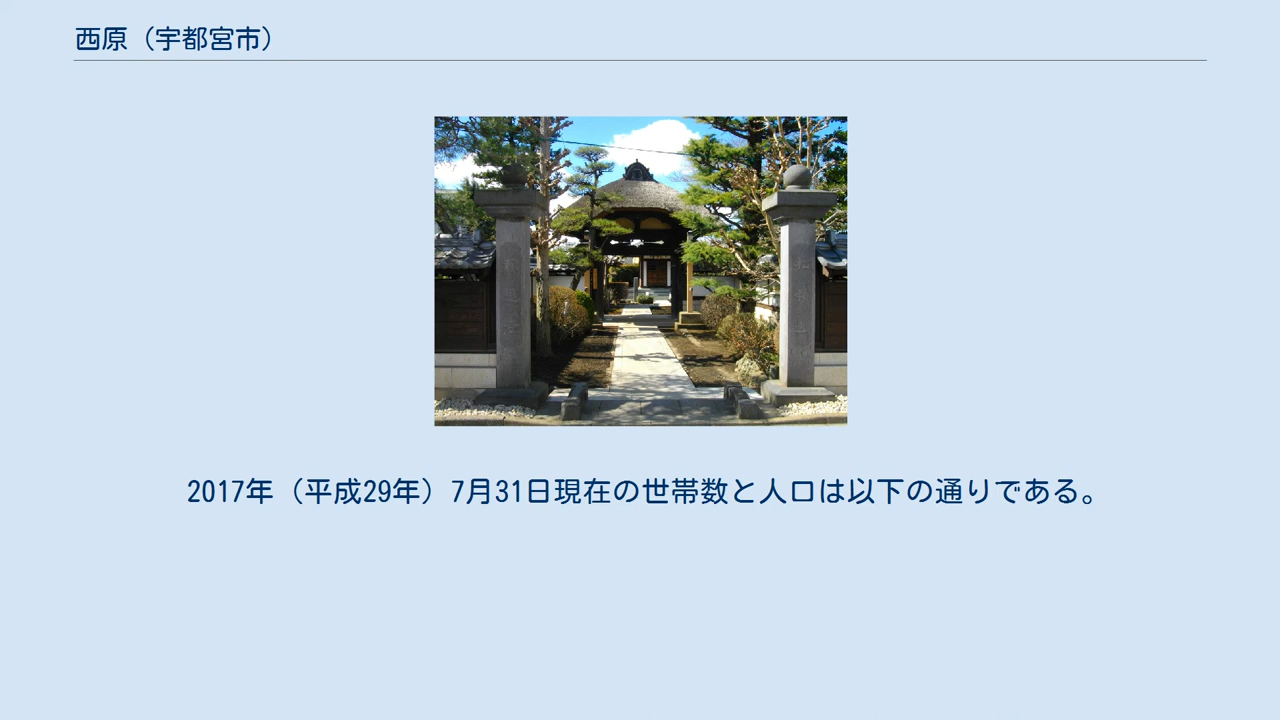 西原（宇都宮市）
2017年（平成29年）7月31日現在の世帯数と人口は以下の通りである。